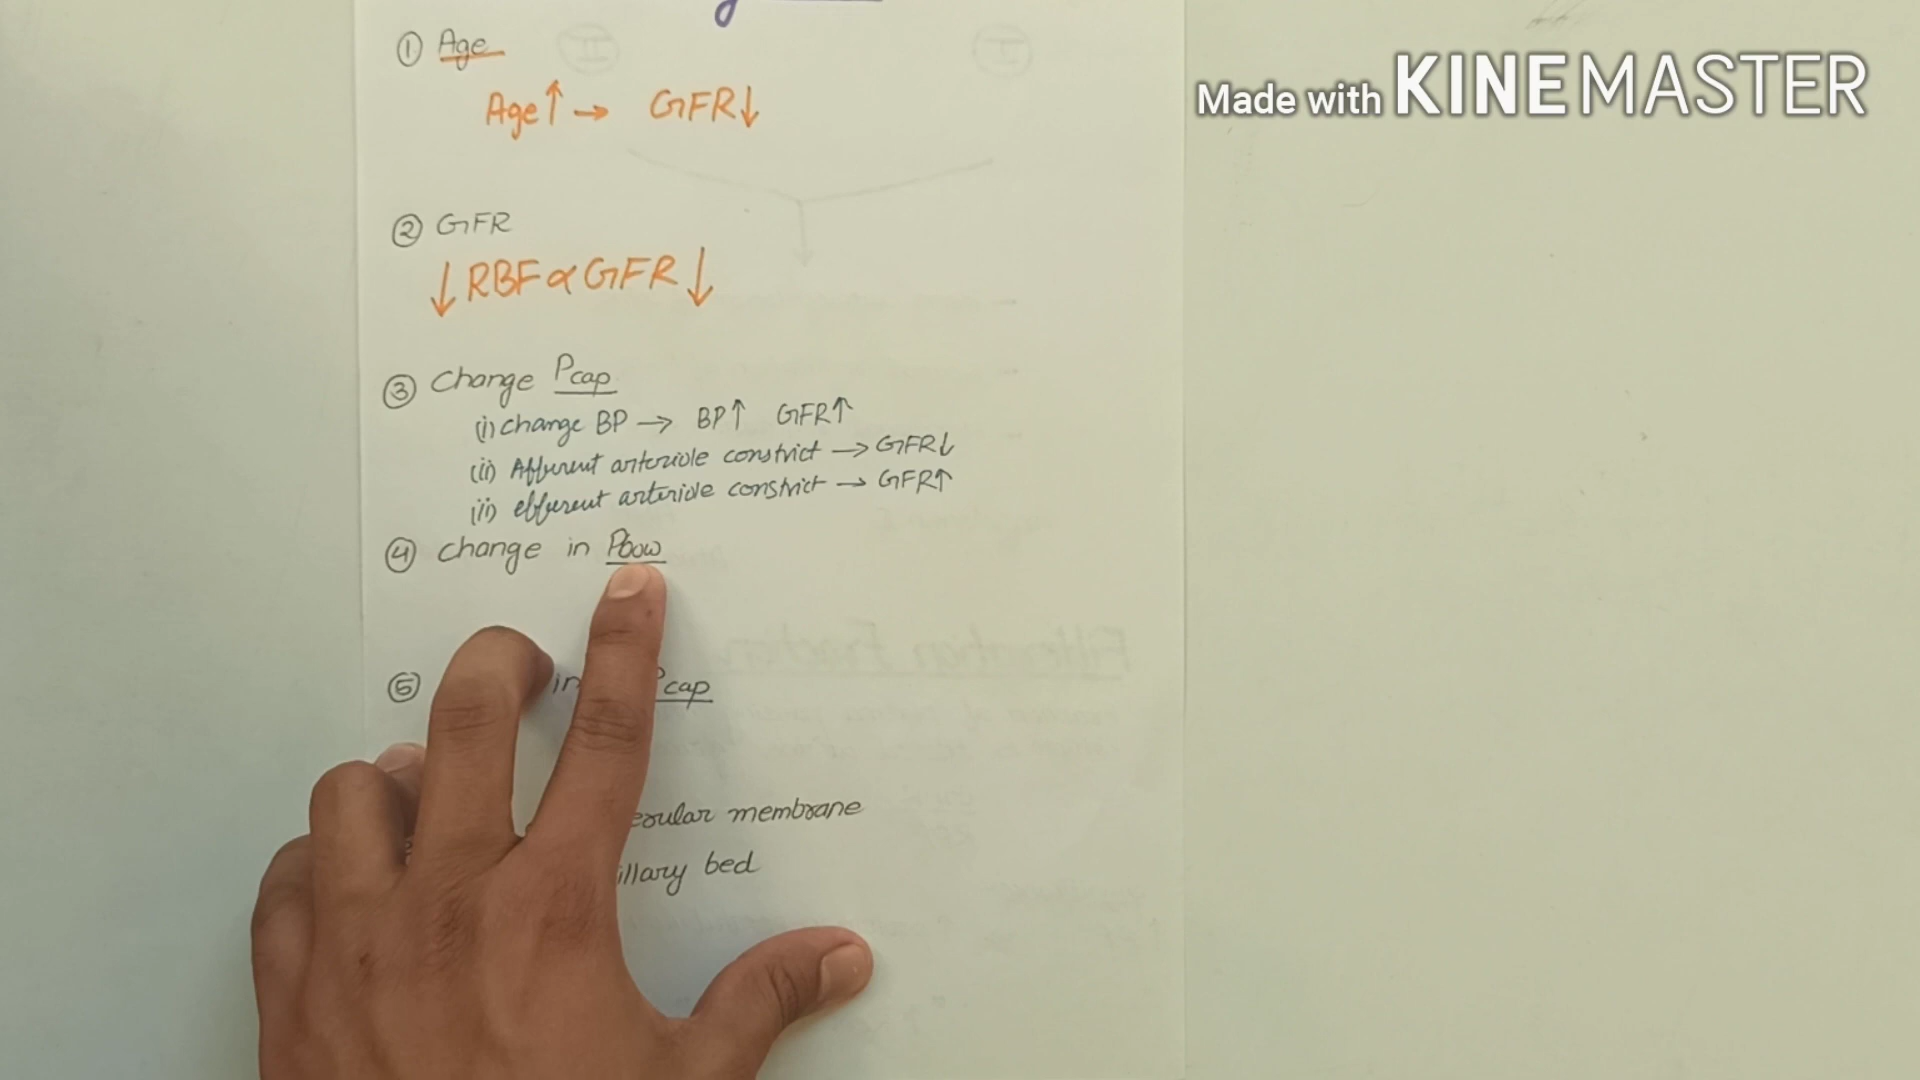 ① Age
Age↑ → GFR↓
Made with KINEMASTER
② GFR
↓RBF ∝ GFR↓
③ Change Pcap
(i) change BP → BP↑ GFR↑
(ii) Afferent arteriole constrict → GFR↓
(ii) efferent arteriole constrict → GFR↑
④ change in Pbow
⑤ in Pcap
membrane
bed